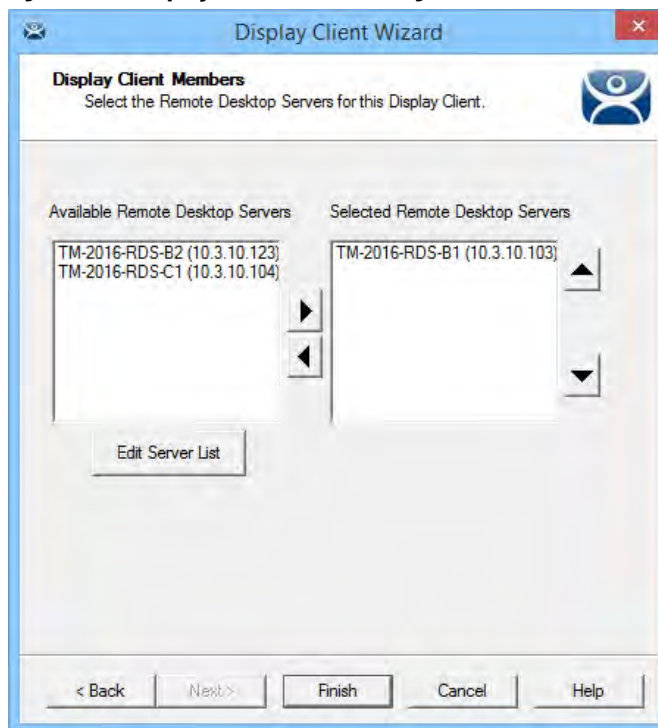 Display Client Wizard
Display Client Members
Select the Remote Desktop Servers for this Display Client.
Available Remote Desktop Servers
Selected Remote Desktop Servers
TM-2016-RDS-B2 (10.3.10.123)
TM-2016-RDS-C1 (10.3.10.104)
TM-2016-RDS-B1 (10.3.10.103)
Edit Server List
< Back
Next >
Finish
Cancel
Help